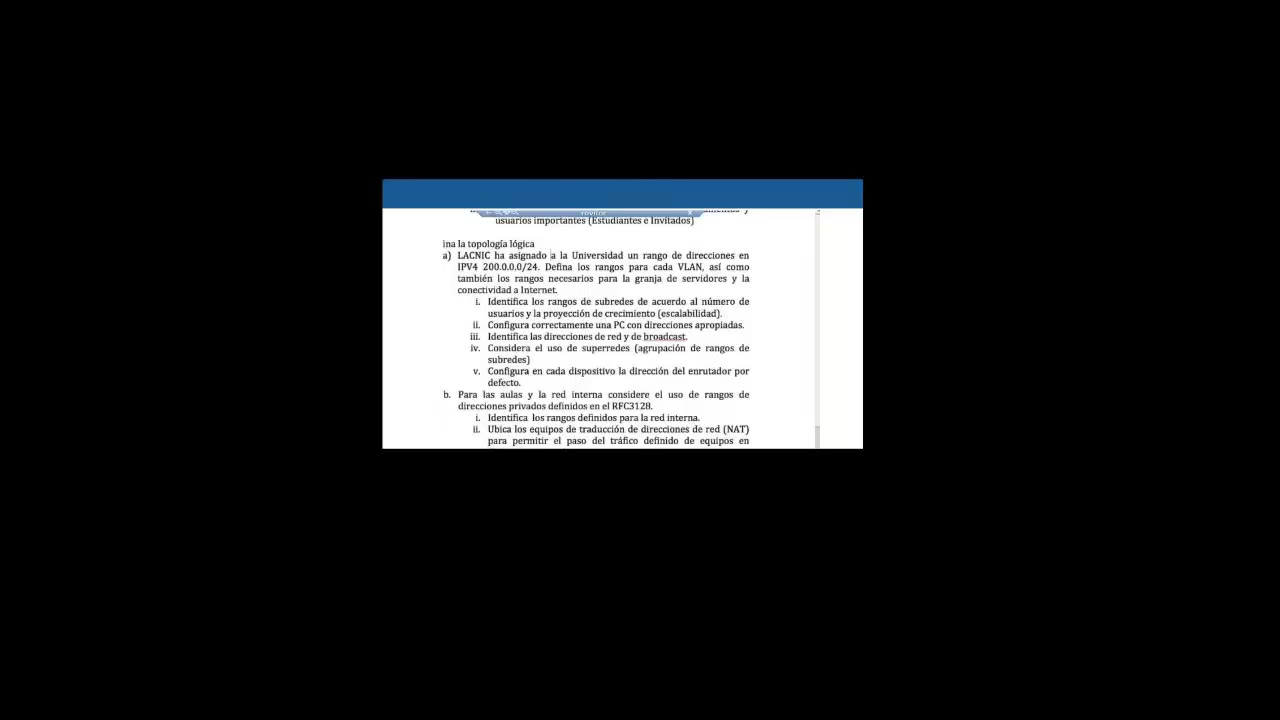 usuarios importantes (Estudiantes e Invitados)
ina la topología lógica
a) LACNIC ha asignado a la Universidad un rango de direcciones en
IPV4 200.0.0.0/24. Defina los rangos para cada VLAN, así como
también los rangos necesarios para la granja de servidores y la
conectividad a Internet.
i. Identifica los rangos de subredes de acuerdo al número de
usuarios y la proyección de crecimiento (escalabilidad).
ii. Configura correctamente una PC con direcciones apropiadas.
iii. Identifica las direcciones de red y de broadcast.
iv. Considera el uso de superredes (agrupación de rangos de
subredes)
v. Configura en cada dispositivo la dirección del enrutador por
defecto.
b. Para las aulas y la red interna considere el uso de rangos de
direcciones privados definidos en el RFC3128.
i. Identifica los rangos definidos para la red interna.
ii. Ubica los equipos de traducción de direcciones de red (NAT)
para permitir el paso del tráfico definido de equipos en